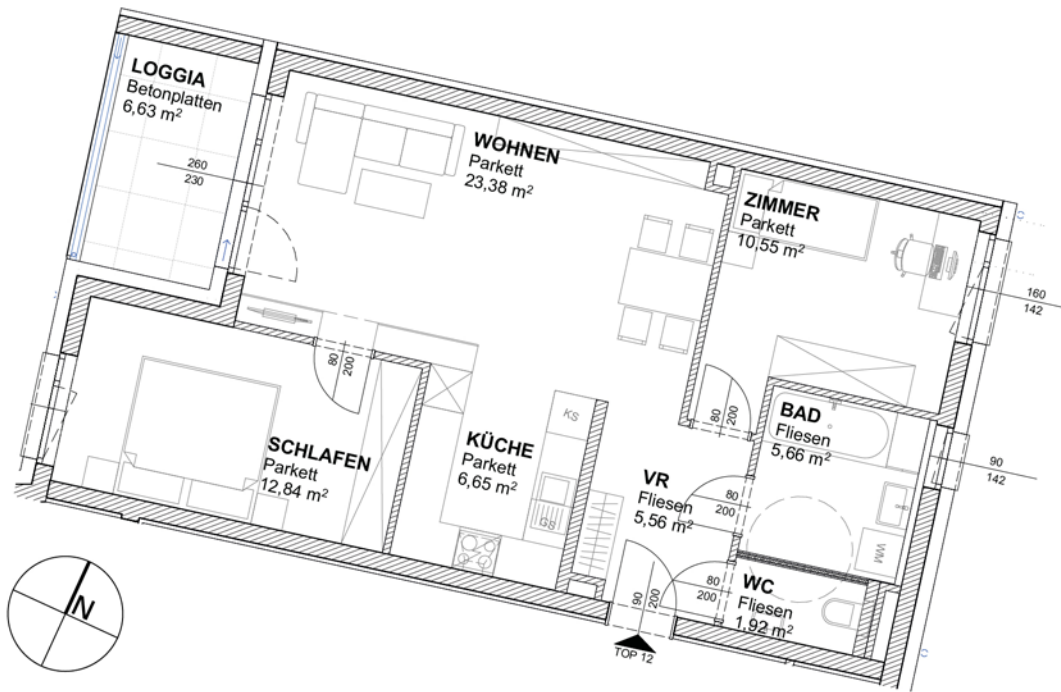 LOGGIA
Betonplatten
6,63 m²
260
230
WOHNEN
Parkett
23,38 m²
ZIMMER
Parkett
10,55 m²
160
142
80
200
SCHLAFEN
Parkett
12,84 m²
KÜCHE
Parkett
6,65 m²
KS
GS
80
200
BAD
Fliesen
5,66 m²
90
142
VR
Fliesen
5,56 m²
80
200
WM
WC
Fliesen
1,92 m²
80
200
90
200
TOP 12
N